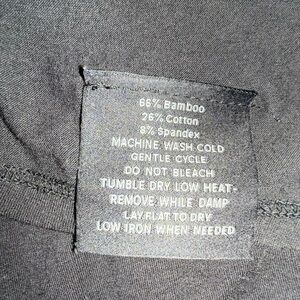 66% Bamboo
26% Cotton
8% Spandex
MACHINE WASH COLD
GENTLE CYCLE
DO NOT BLEACH
TUMBLE DRY LOW HEAT-
REMOVE WHILE DAMP
LAY FLAT TO DRY
LOW IRON WHEN NEEDED